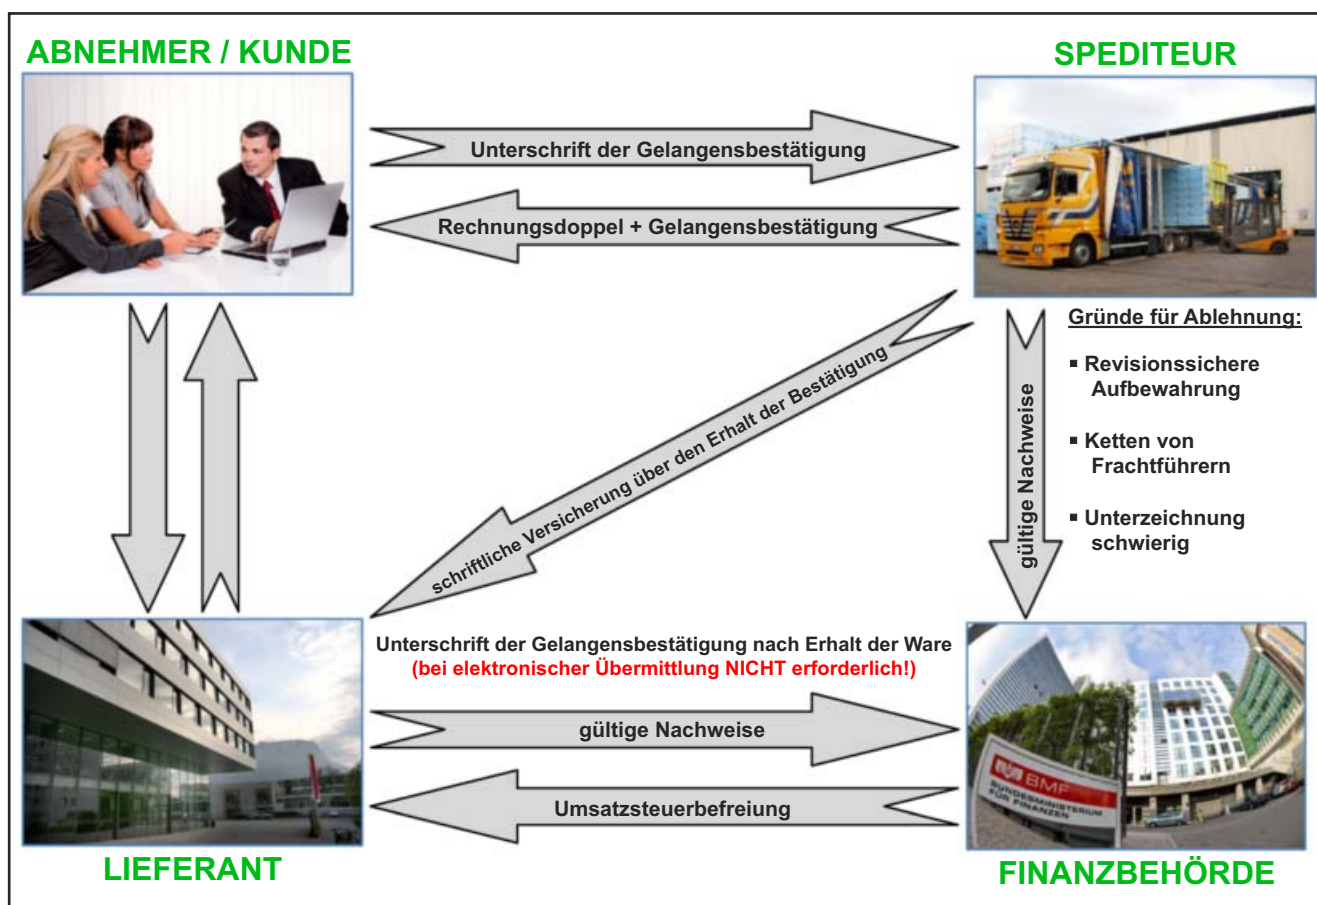 ABNEHMER / KUNDE
SPEDITEUR
Unterschrift der Gelangensbestätigung
Rechnungsdoppel + Gelangensbestätigung
Gründe für Ablehnung:
▪ Revisionssichere
Aufbewahrung
▪ Ketten von
Frachtführern
▪ Unterzeichnung
schwierig
gültige Nachweise
schriftliche Versicherung über den Erhalt der Bestätigung
Unterschrift der Gelangensbestätigung nach Erhalt der Ware
(bei elektronischer Übermittlung NICHT erforderlich!)
gültige Nachweise
Umsatzsteuerbefreiung
BMF
BUNDESMINISTERIUM
FÜR FINANZEN
LIEFERANT
FINANZBEHÖRDE